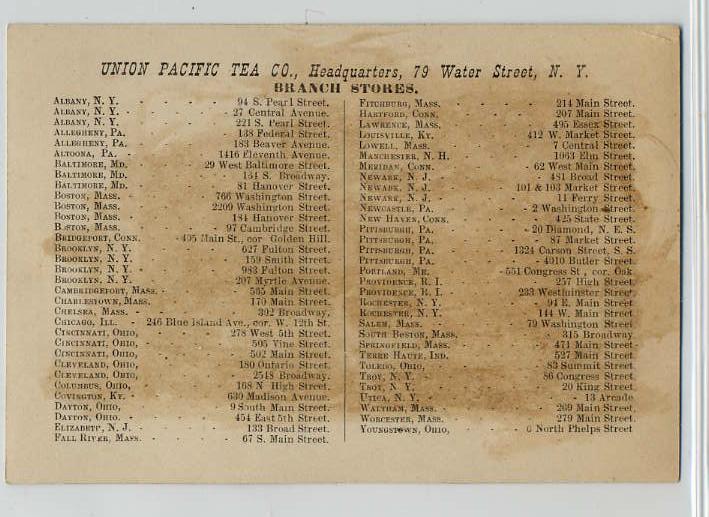 UNION PACIFIC TEA CO., Headquarters, 79 Water Street, N. Y.
BRANCH STORES.
ALBANY, N. Y. - - - - 94 S. Pearl Street.
ALBANY, N. Y. - - - - 27 Central Avenue.
ALBANY, N. Y. - - - - 221 S. Pearl Street.
ALLEGHENY, PA. - - - - 138 Federal Street.
ALLEGHENY, PA. - - - - 183 Beaver Avenue.
ALTOONA, PA. - - - - 1416 Eleventh Avenue.
BALTIMORE, MD. - - - 29 West Baltimore Street.
BALTIMORE, MD. - - - - S. Broadway.
BALTIMORE, MD. - - - - 81 Hanover Street.
BOSTON, MASS. - - - - 766 Washington Street.
BOSTON, MASS. - - - - 2209 Washington Street.
BOSTON, MASS. - - - - 184 Hanover Street.
BOSTON, MASS. - - - - 97 Cambridge Street.
BRIDGEPORT, CONN. - 405 Main St., cor Golden Hill.
BROOKLYN, N. Y. - - - - 627 Fulton Street.
BROOKLYN, N. Y. - - - - 159 Smith Street.
BROOKLYN, N. Y. - - - - 983 Fulton Street.
BROOKLYN, N. Y. - - - - 207 Myrtle Avenue.
CAMBRIDGEPORT, MASS. - - - 565 Main Street.
CHARLESTOWN, MASS. - - - 170 Main Street.
CHELSEA, MASS. - - - - 392 Broadway.
CHICAGO, ILL. - 246 Blue Island Ave., cor. W. 12th St.
CINCINNATI, OHIO, - - - 278 West 5th Street.
CINCINNATI, OHIO, - - - 505 Vine Street.
CINCINNATI, OHIO, - - - 502 Main Street.
CLEVELAND, OHIO, - - - 180 Ontario Street.
CLEVELAND, OHIO, - - - 2548 Broadway.
COLUMBUS, OHIO, - - - 168 N High Street.
COVINGTON, KY. - - - - 630 Madison Avenue.
DAYTON, OHIO, - - - - 9 South Main Street.
DAYTON, OHIO. - - - - 454 East 5th Street.
ELIZABETH, N. J. - - - - 133 Broad Street.
FALL RIVER, MASS. - - - - 67 S. Main Street.
FITCHBURG, MASS. - - - - 214 Main Street.
HARTFORD, CONN. - - - - 207 Main Street.
LAWRENCE, MASS. - - - - 495 Essex Street.
LOUISVILLE, KY. - - - 412 W. Market Street.
LOWELL, MASS. - - - - 7 Central Street.
MANCHESTER, N. H. - - - 1063 Elm Street.
MERIDAN, CONN. - - - - 62 West Main Street.
NEWARK, N. J. - - - - 481 Broad Street.
NEWARK, N. J. - - - 101 & 103 Market Street.
NEWARK, N. J. - - - - 11 Ferry Street.
NEWCASTLE, PA. - - - 2 Washington Street.
NEW HAVEN, CONN. - - - 425 State Street.
PITTSBURGH, PA. - - - 20 Diamond, N. E. S.
PITTSBURGH, PA. - - - - 87 Market Street.
PITTSBURGH, PA. - - - 1324 Carson Street, S. S.
PITTSBURGH, PA. - - - - 4010 Butler Street.
PORTLAND, ME. - - 551 Congress St, cor. Oak.
PROVIDENCE, R. I. - - - - 257 High Street.
PROVIDENCE, R. I. - - - 233 Westminster Street.
ROCHESTER, N. Y. - - - - 94 E. Main Street.
ROCHESTER, N. Y. - - - - 144 W. Main Street.
SALEM, MASS. - - - - 79 Washington Street
SOUTH BOSTON, MASS. - - - 315 Broadway
SPRINGFIELD, MASS. - - - 471 Main Street.
TERRE HAUTE, IND. - - - 527 Main Street.
TOLEDO, OHIO, - - - - 83 Summit Street.
TROY, N. Y. - - - - 86 Congress Street.
TROY, N. Y. - - - - 20 King Street.
UTICA, N. Y. - - - - 13 Arcade
WALTHAM, MASS. - - - - 269 Main Street.
WORCESTER, MASS. - - - - 279 Main Street.
YOUNGSTOWN, OHIO, - - - 6 North Phelps Street